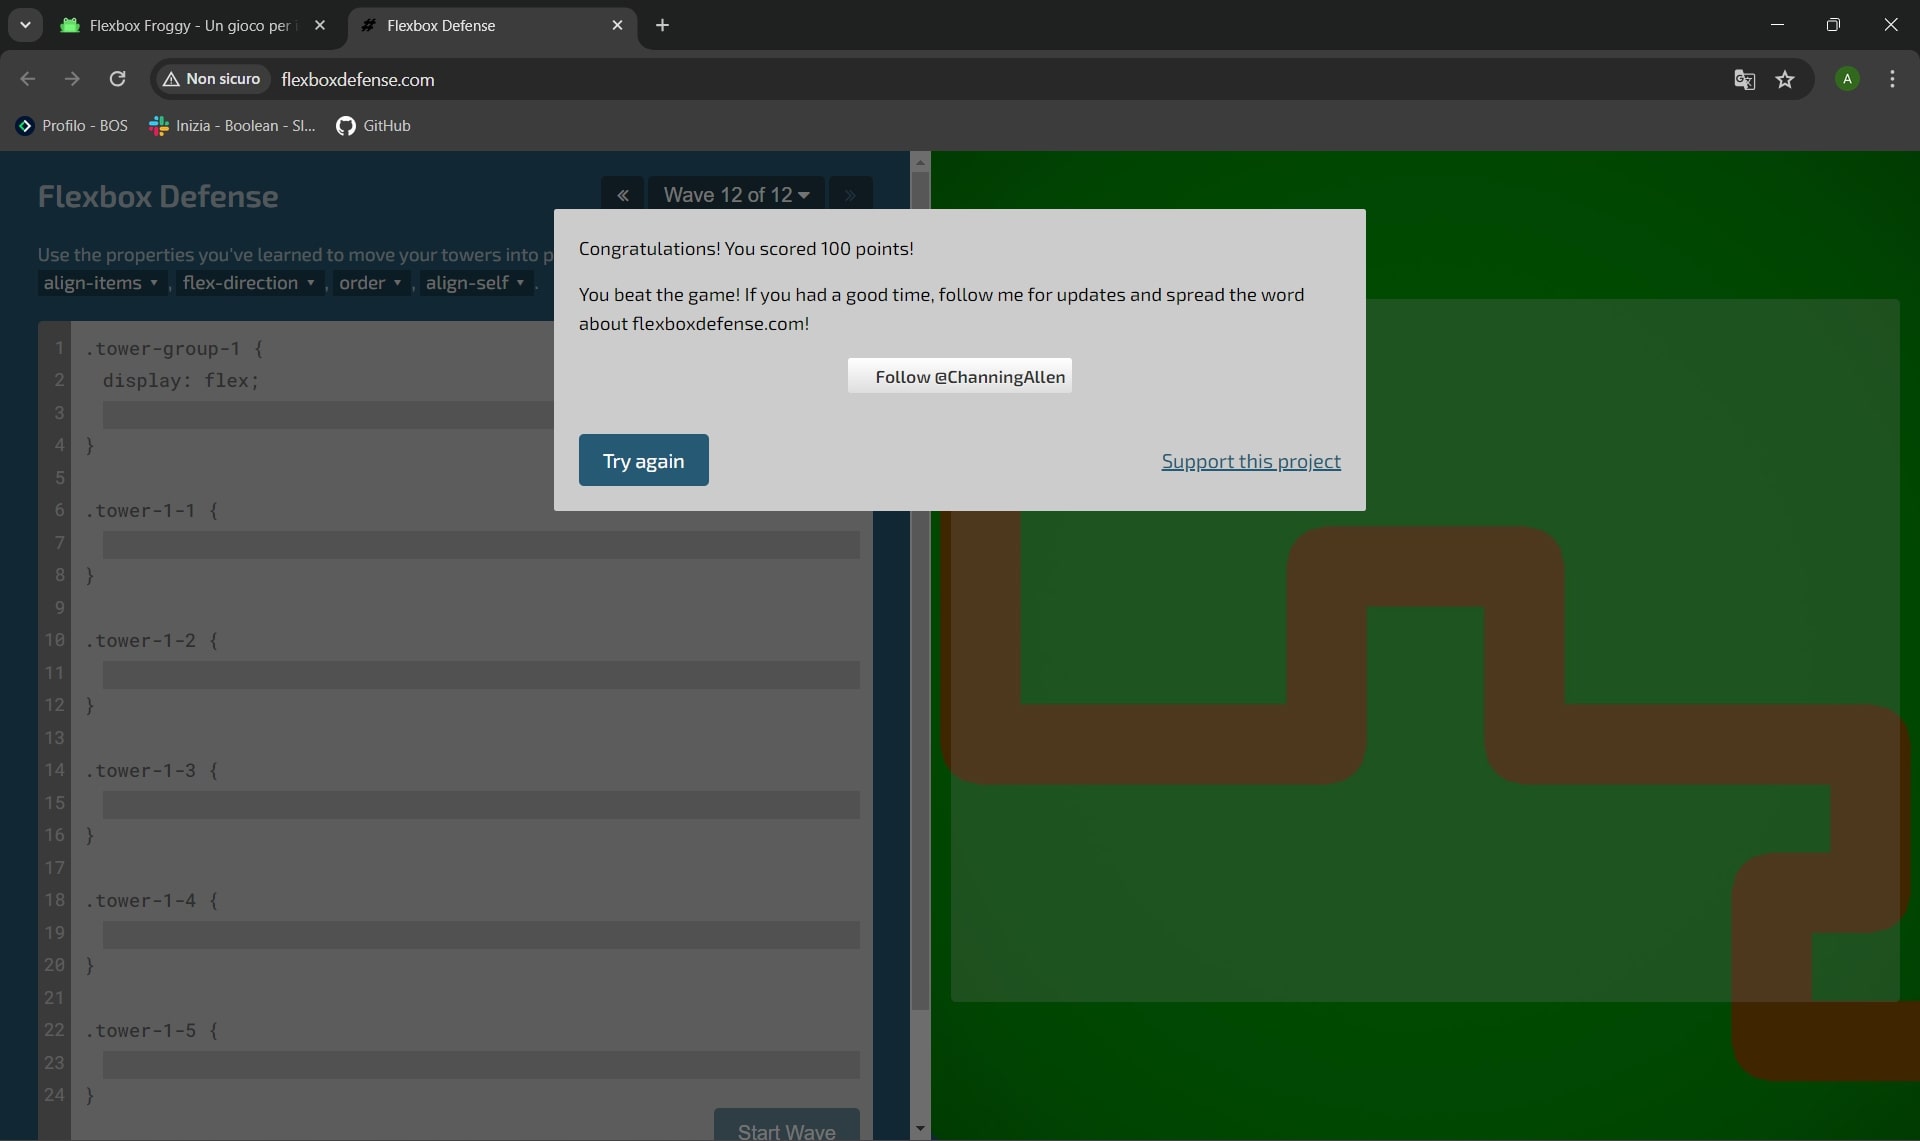 Flexbox Froggy - Un gioco per
Flexbox Defense
Non sicuro
flexboxdefense.com
A
Profilo - BOS
Inizia - Boolean - Sl...
GitHub
Flexbox Defense
« Wave 12 of 12 »
Use the properties you've learned to move your towers into
align-items , flex-direction , order , align-self .
Congratulations! You scored 100 points!
You beat the game! If you had a good time, follow me for updates and spread the word
about flexboxdefense.com!
Follow @ChanningAllen
Try again
Support this project
1 .tower-group-1 {
2 display: flex;
3
4 }
5
6 .tower-1-1 {
7
8 }
9
10 .tower-1-2 {
11
12 }
13
14 .tower-1-3 {
15
16 }
17
18 .tower-1-4 {
19
20 }
21
22 .tower-1-5 {
23
24 }
Start Wave